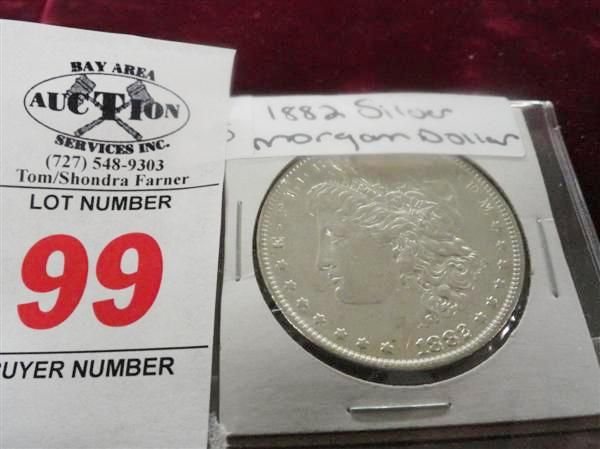 BAY AREA
AUCTION
SERVICES INC.
(727) 548-9303
Tom/Shondra Farner
LOT NUMBER
99
BUYER NUMBER
1882 Silver
Morgan Dollar
1882